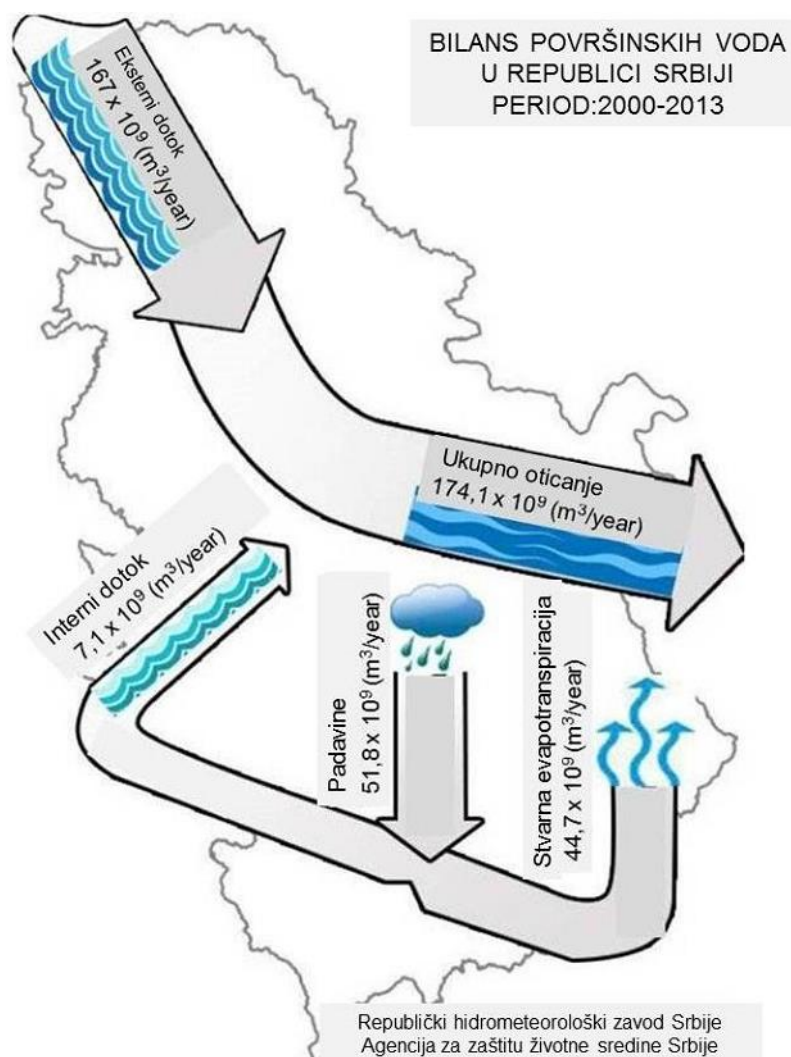 BILANS POVRŠINSKIH VODA
U REPUBLICI SRBIJI
PERIOD:2000-2013
Eksterni dotok
167 x 10⁹ (m³/year)
Ukupno oticanje
174,1 x 10⁹ (m³/year)
Interni dotok
7,1 x 10⁹ (m³/year)
Padavine
51,8 x 10⁹ (m³/year)
Stvarna evapotranspiracija
44,7 x 10⁹ (m³/year)
Republički hidrometeorološki zavod Srbije
Agencija za zaštitu životne sredine Srbije